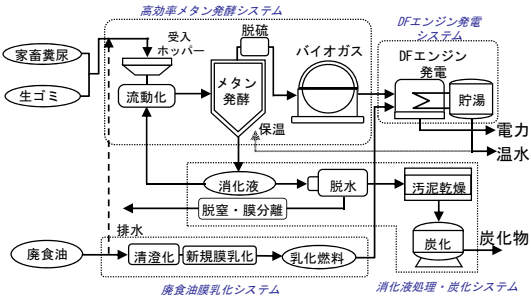 高効率メタン発酵システム
DFエンジン発電
システム
家畜糞尿
生ゴミ
受入
ホッパー
流動化
脱硫
メタン
発酵
バイオガス
DFエンジン
発電
貯湯
保温
電力
温水
消化液
脱水
汚泥乾燥
脱窒・膜分離
排水
炭化
炭化物
廃食油
清澄化
新規膜乳化
乳化燃料
廃食油膜乳化システム
消化液処理・炭化システム